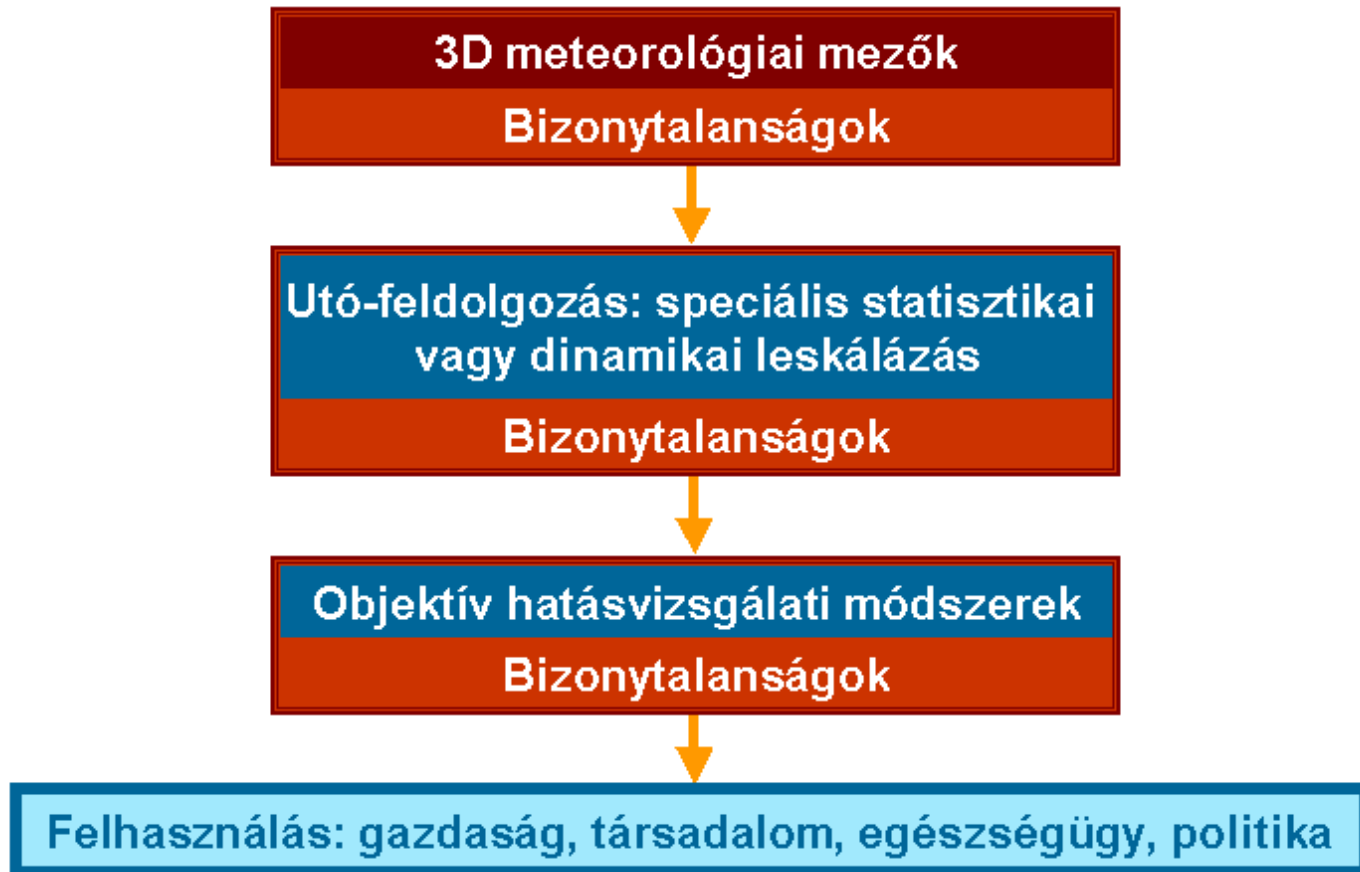 3D meteorológiai mezők
Bizonytalanságok
Utó-feldolgozás: speciális statisztikai
vagy dinamikai leskálázás
Bizonytalanságok
Objektív hatásvizsgálati módszerek
Bizonytalanságok
Felhasználás: gazdaság, társadalom, egészségügy, politika